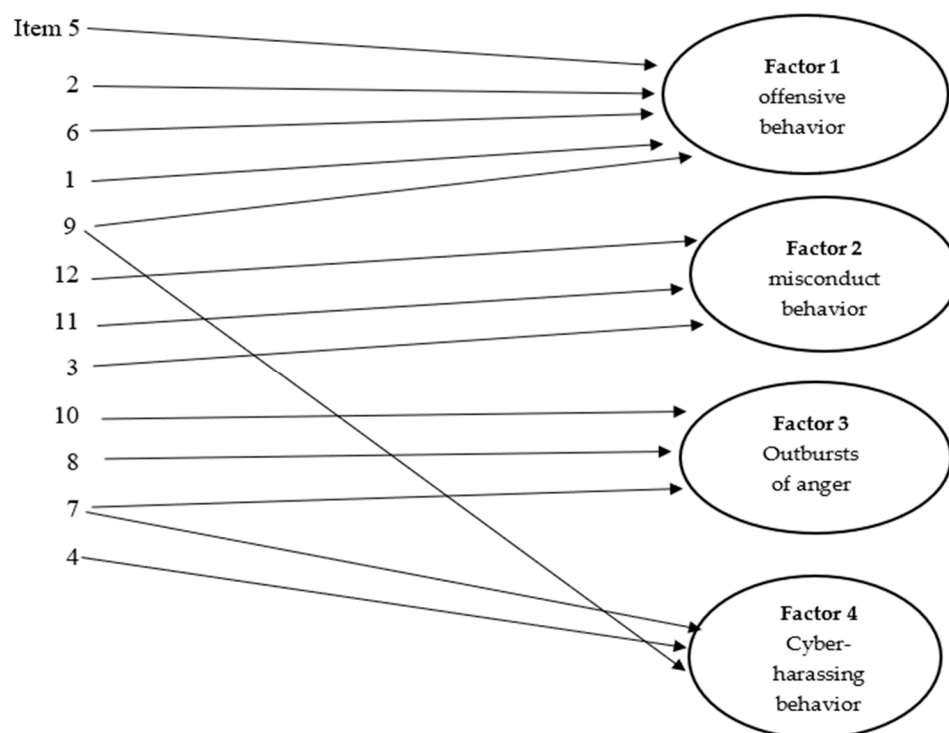 Item 5
2
6
1
9
12
11
3
10
8
7
4
Factor 1
offensive
behavior
Factor 2
misconduct
behavior
Factor 3
Outbursts
of anger
Factor 4
Cyber-
harassing
behavior